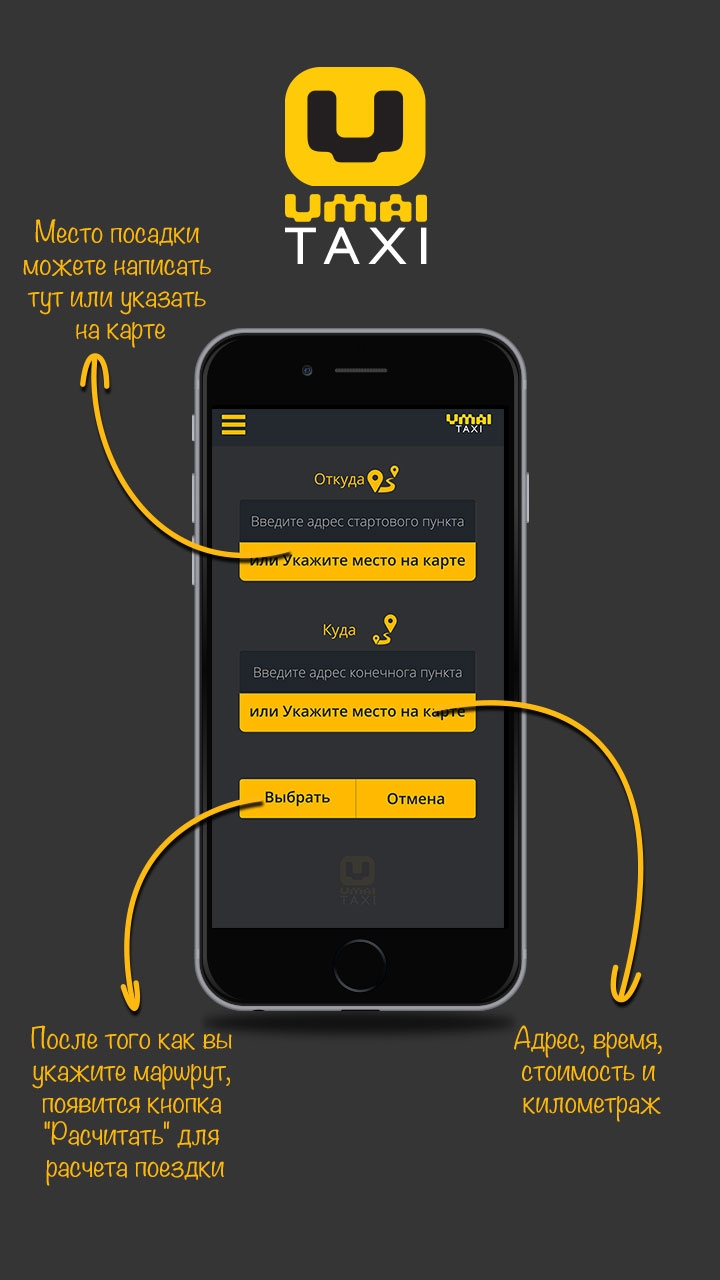 UMAI
TAXI
Место посадки
можете написать
тут или указать
на карте
UMAI
TAXI
Откуда
Введите адрес стартового пункта
или Укажите место на карте
Куда
Введите адрес конечнога пункта
или Укажите место на карте
Выбрать
Отмена
UMAI
TAXI
После того как вы
укажите маршрут,
появится кнопка
"Расчитать" для
расчета поездки
Адрес, время,
стоимость и
километраж